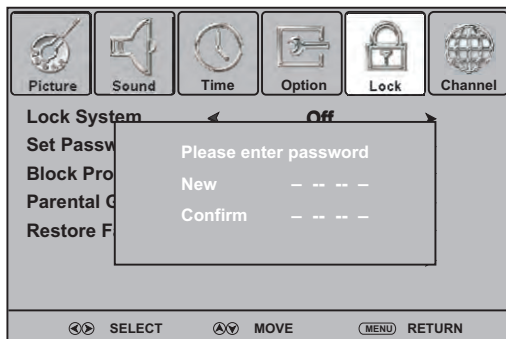 Picture Sound Time Option Lock Channel
Lock System Off
Set Passw
Please enter password
Block Pro
New – -- -- –
Parental G
Confirm – -- -- –
Restore F
SELECT MOVE MENU RETURN